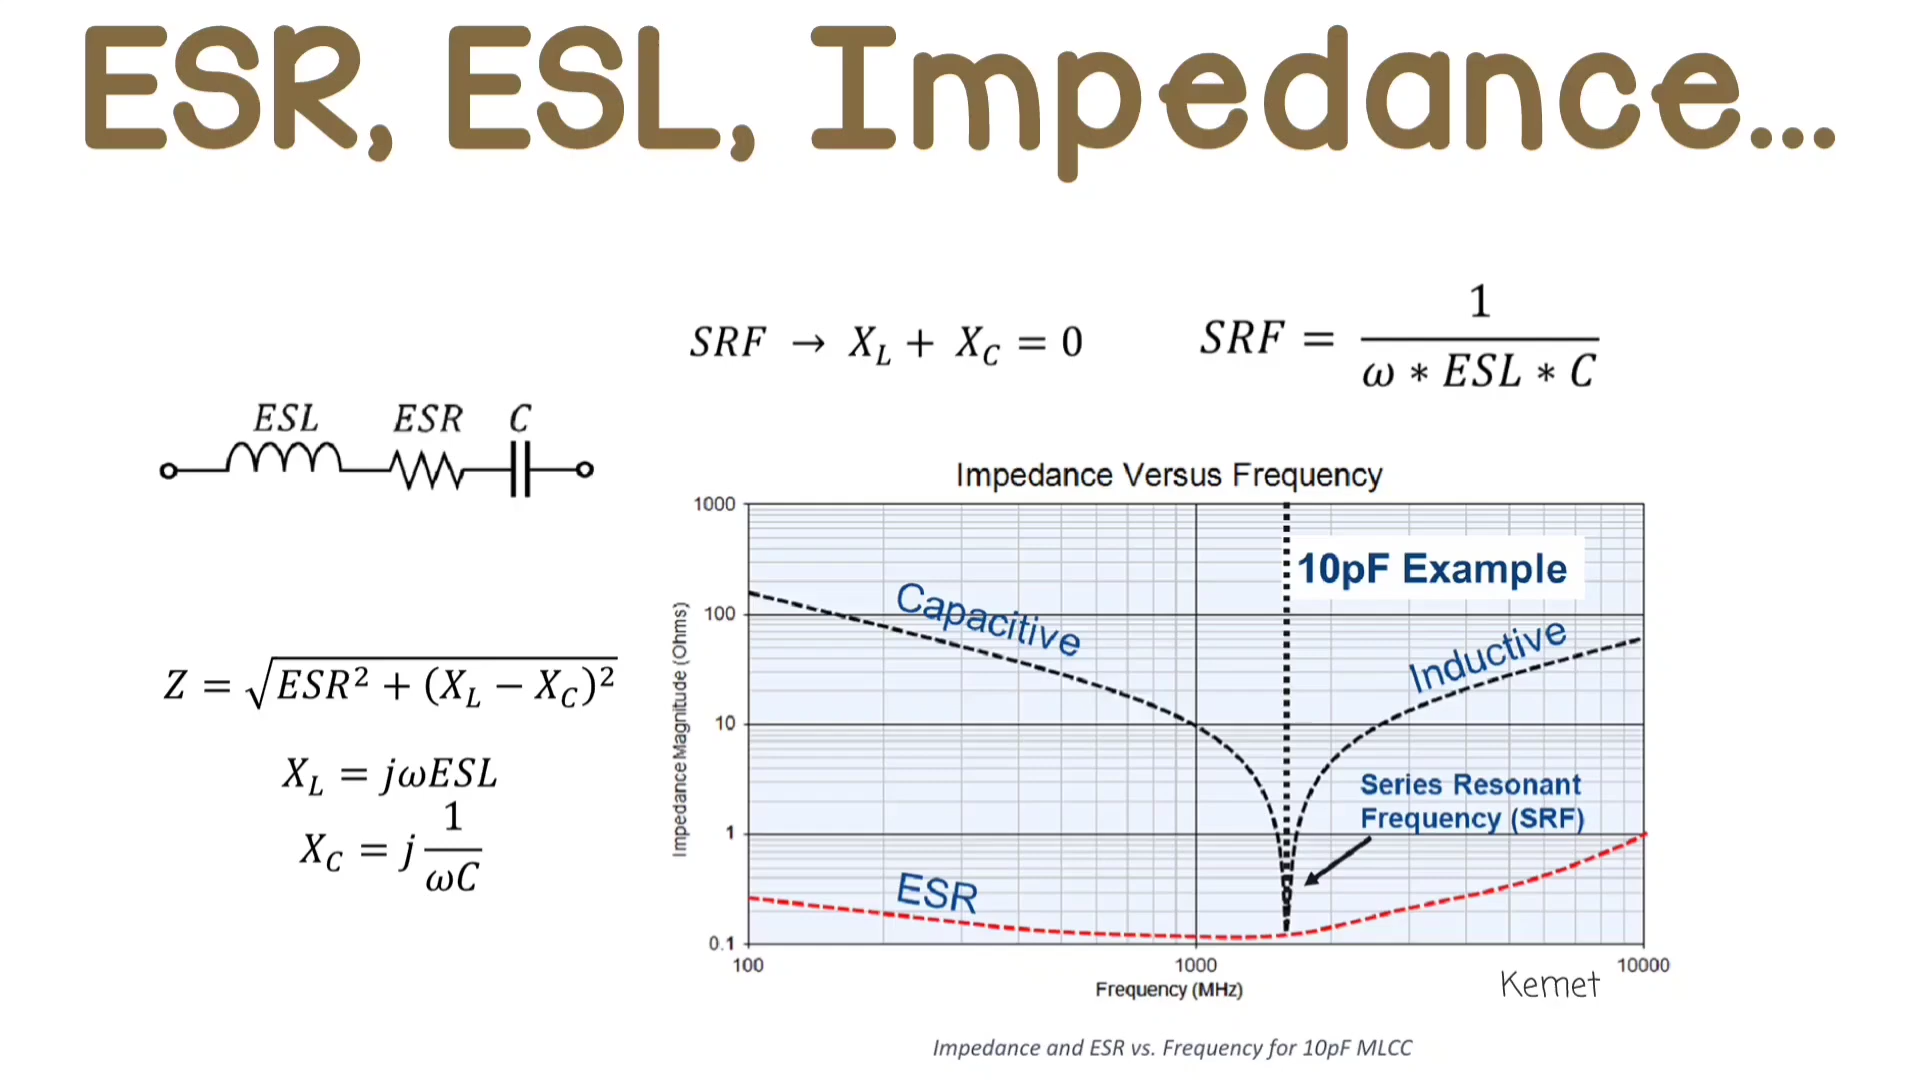 ESR, ESL, Impedance...
SRF → X_L + X_C = 0
SRF = 1 / (ω * ESL * C)
ESL ESR C
Z = √(ESR² + (X_L − X_C)²)
X_L = jωESL
X_C = j 1/(ωC)
Impedance Versus Frequency
Impedance Magnitude (Ohms)
1000
100
10
1
0.1
10pF Example
Capacitive
Inductive
Series Resonant
Frequency (SRF)
ESR
100 1000 10000
Frequency (MHz)
Kemet
Impedance and ESR vs. Frequency for 10pF MLCC